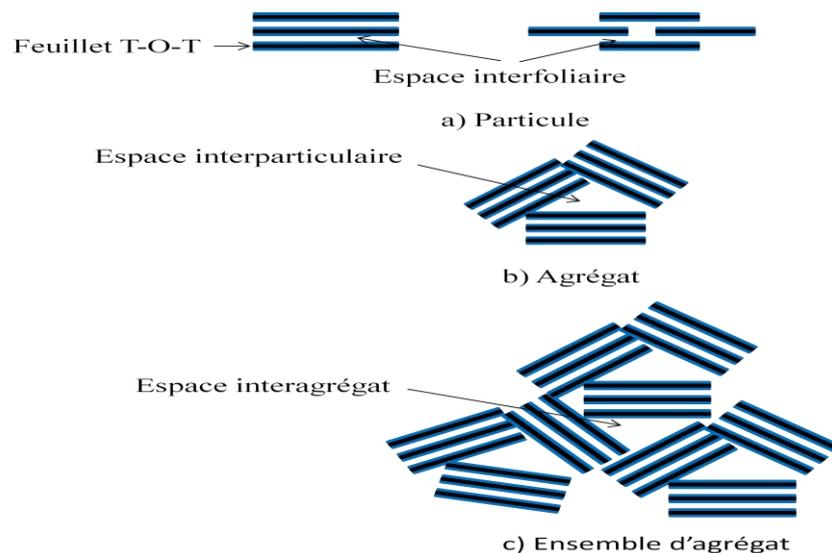 Feuillet T-O-T
Espace interfoliaire
a) Particule
Espace interparticulaire
b) Agrégat
Espace interagrégat
c) Ensemble d'agrégat